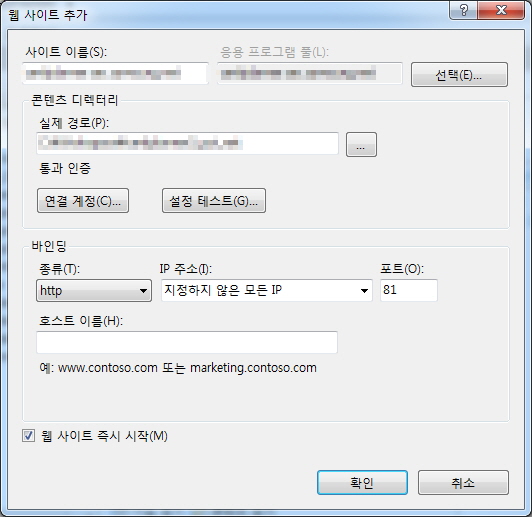 웹 사이트 추가
사이트 이름(S):
응용 프로그램 풀(L):
선택(E)...
콘텐츠 디렉터리
실제 경로(P):
...
통과 인증
연결 계정(C)...
설정 테스트(G)...
바인딩
종류(T):
IP 주소(I):
포트(O):
http
지정하지 않은 모든 IP
81
호스트 이름(H):
예: www.contoso.com 또는 marketing.contoso.com
웹 사이트 즉시 시작(M)
확인
취소